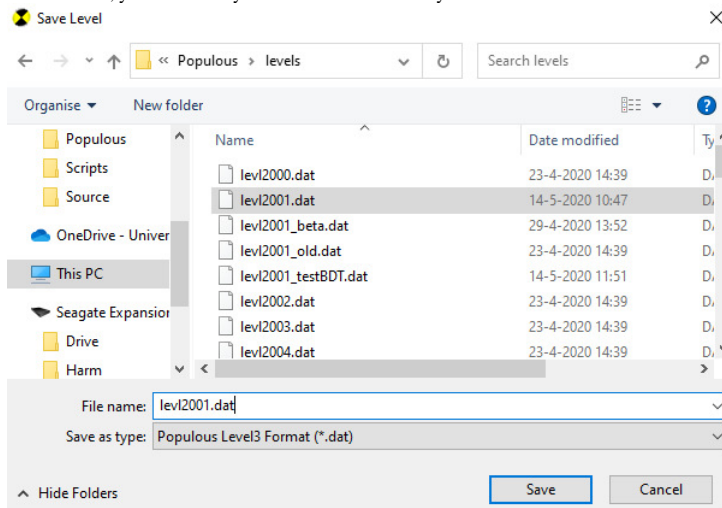 Save Level
« Populous › levels
Search levels
Organise
New folder
Populous
Scripts
Source
OneDrive - Univer
This PC
Seagate Expansion
Drive
Harm
Name
Date modified
Ty
levl2000.dat
23-4-2020 14:39
levl2001.dat
14-5-2020 10:47
levl2001_beta.dat
29-4-2020 13:52
levl2001_old.dat
23-4-2020 14:39
levl2001_testBDT.dat
14-5-2020 11:51
levl2002.dat
23-4-2020 14:39
levl2003.dat
23-4-2020 14:39
levl2004.dat
23-4-2020 14:39
File name: levl2001.dat
Save as type: Populous Level3 Format (*.dat)
Hide Folders
Save
Cancel